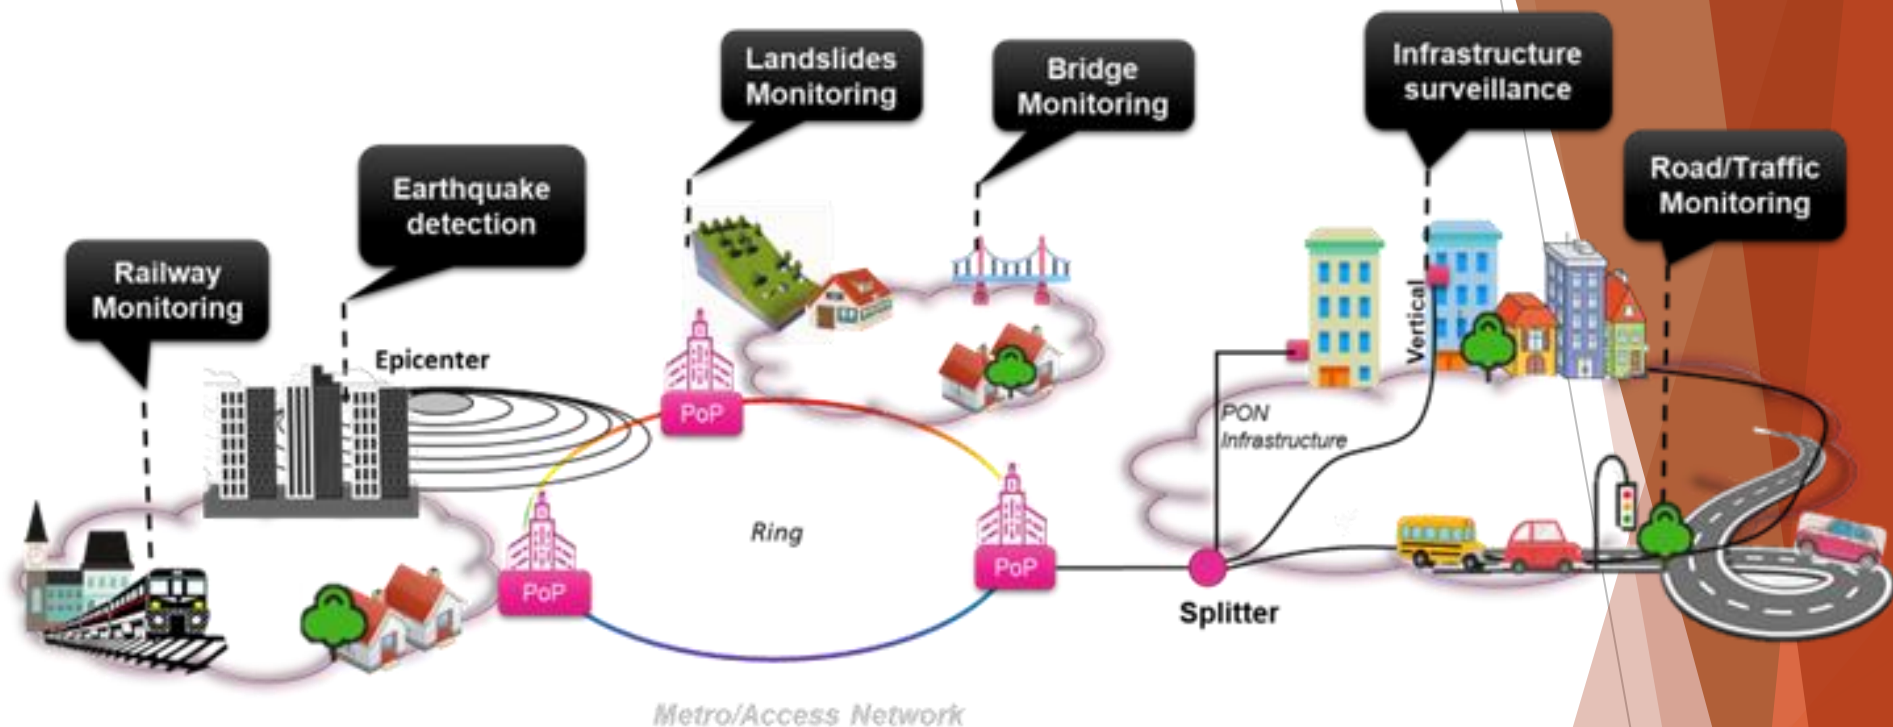 Landslides
Monitoring
Bridge
Monitoring
Infrastructure
surveillance
Earthquake
detection
Road/Traffic
Monitoring
Railway
Monitoring
Epicenter
Vertical
PoP
PON
Infrastructure
Ring
PoP
PoP
Splitter
Metro/Access Network